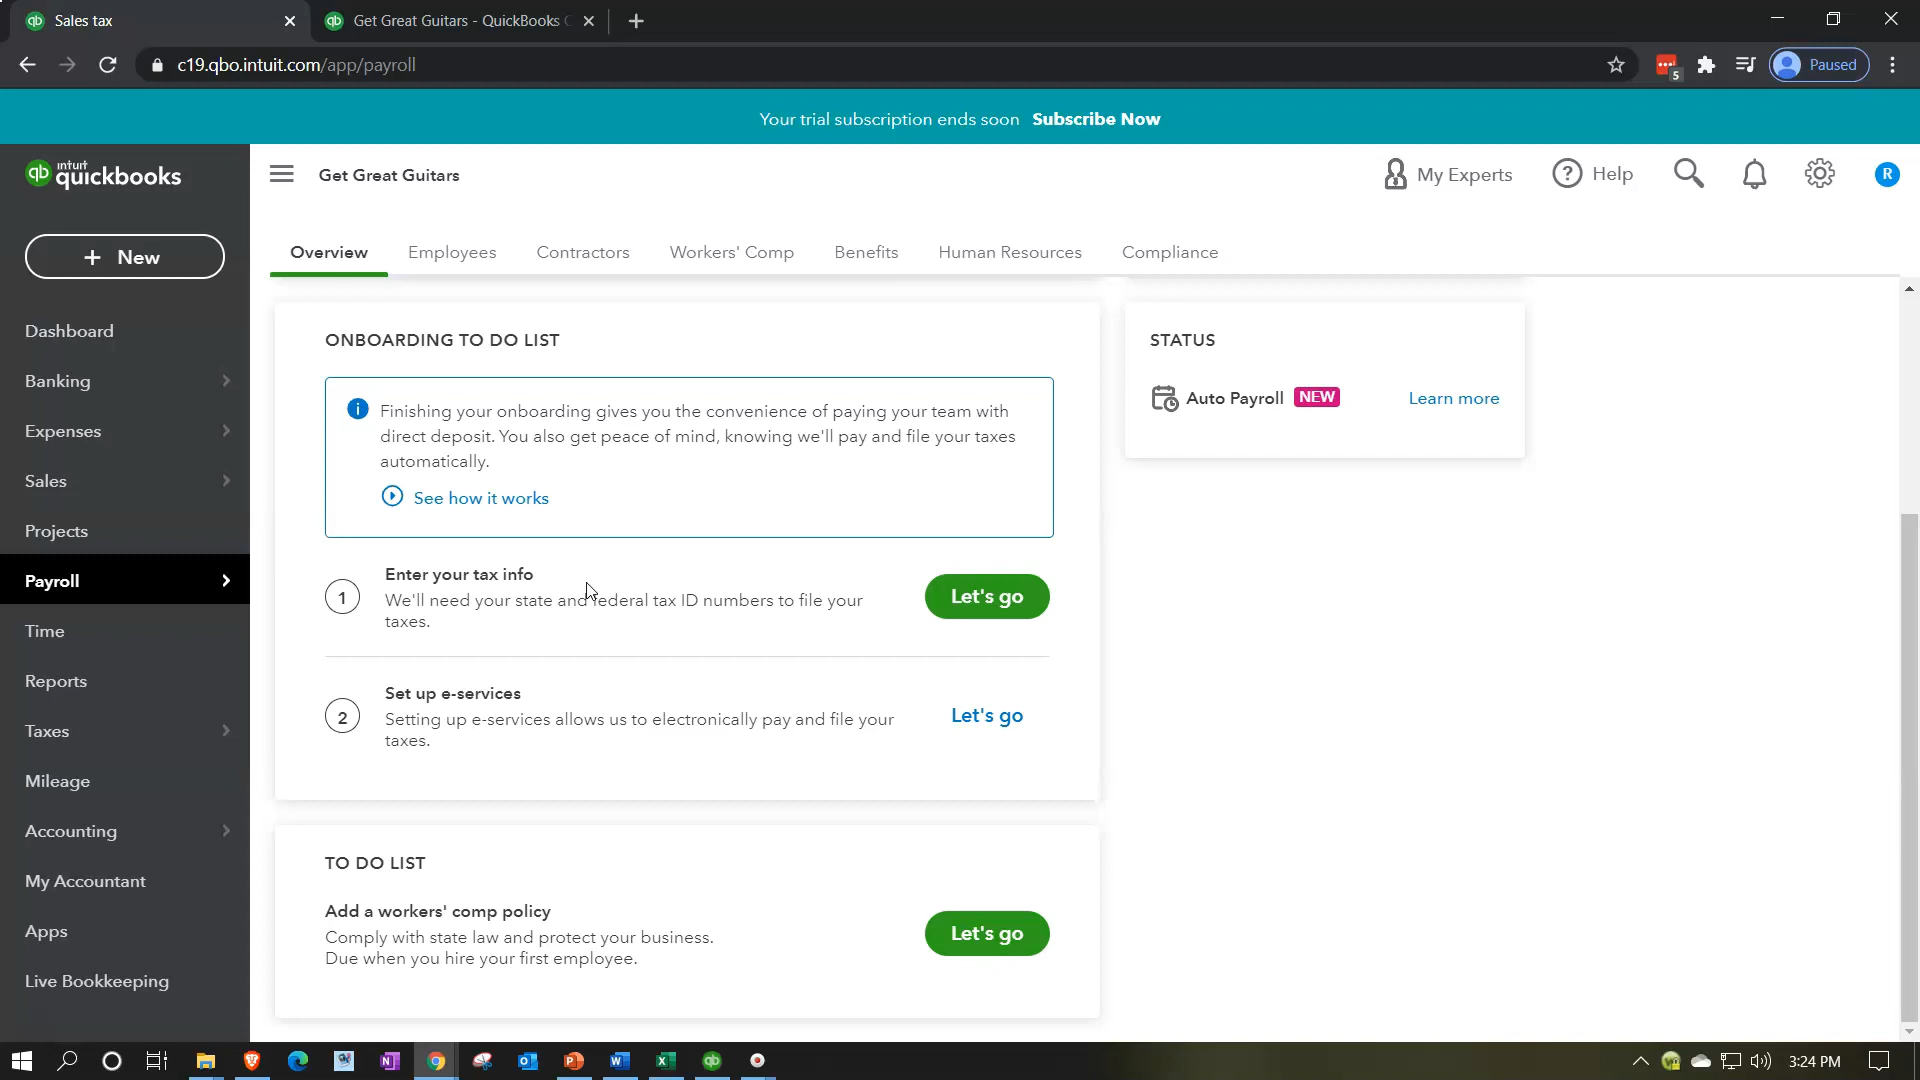 Sales tax
Get Great Guitars - QuickBooks
c19.qbo.intuit.com/app/payroll
5
Paused
Your trial subscription ends soon Subscribe Now
qb intuit quickbooks
Get Great Guitars
My Experts
? Help
R
+ New
Overview
Employees
Contractors
Workers' Comp
Benefits
Human Resources
Compliance
Dashboard
Banking
Expenses
Sales
Projects
Payroll
Time
Reports
Taxes
Mileage
Accounting
My Accountant
Apps
Live Bookkeeping
ONBOARDING TO DO LIST
Finishing your onboarding gives you the convenience of paying your team with
direct deposit. You also get peace of mind, knowing we'll pay and file your taxes
automatically.
See how it works
1
Enter your tax info
We'll need your state and federal tax ID numbers to file your
taxes.
Let's go
2
Set up e-services
Setting up e-services allows us to electronically pay and file your
taxes.
Let's go
TO DO LIST
Add a workers' comp policy
Comply with state law and protect your business.
Due when you hire your first employee.
Let's go
STATUS
Auto Payroll NEW
Learn more
3:24 PM